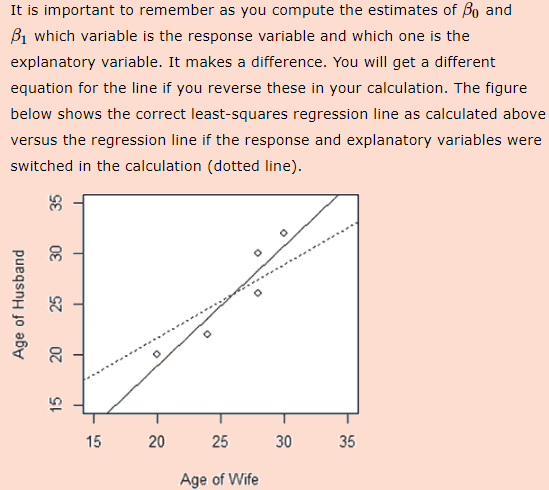 It is important to remember as you compute the estimates of β₀ and
β₁ which variable is the response variable and which one is the
explanatory variable. It makes a difference. You will get a different
equation for the line if you reverse these in your calculation. The figure
below shows the correct least-squares regression line as calculated above
versus the regression line if the response and explanatory variables were
switched in the calculation (dotted line).
Age of Husband
35
30
25
20
15
15 20 25 30 35
Age of Wife